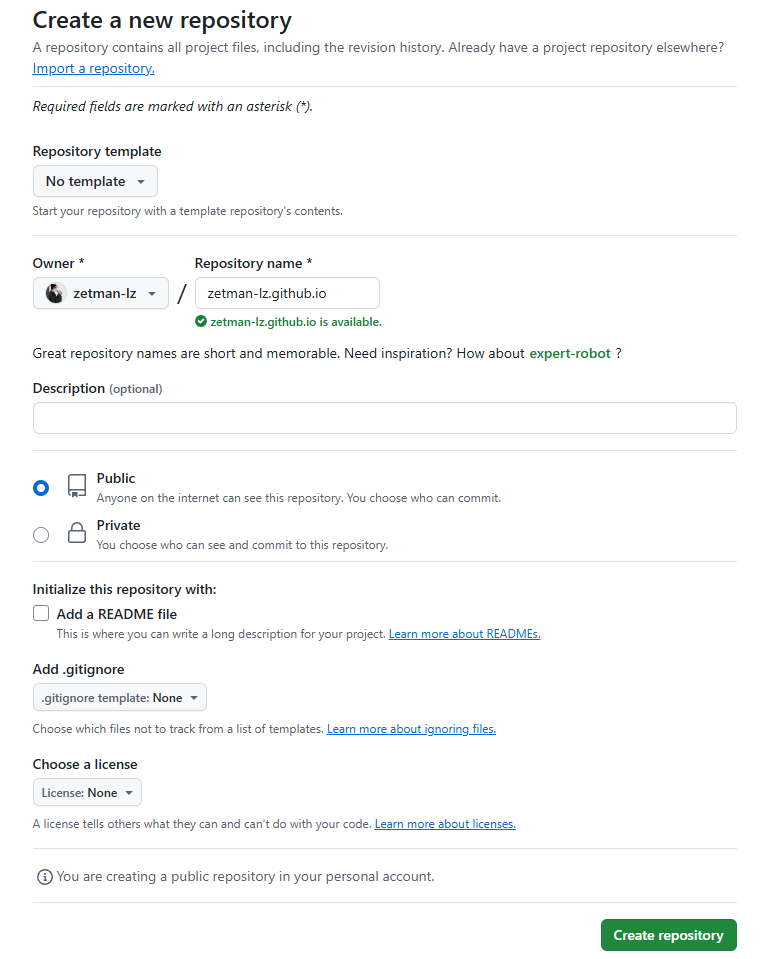 Create a new repository
A repository contains all project files, including the revision history. Already have a project repository elsewhere?
Import a repository.
Required fields are marked with an asterisk (*).
Repository template
No template
Start your repository with a template repository's contents.
Owner *
Repository name *
zetman-lz
/
zetman-lz.github.io
zetman-lz.github.io is available.
Great repository names are short and memorable. Need inspiration? How about expert-robot ?
Description (optional)
Public
Anyone on the internet can see this repository. You choose who can commit.
Private
You choose who can see and commit to this repository.
Initialize this repository with:
Add a README file
This is where you can write a long description for your project. Learn more about READMEs.
Add .gitignore
.gitignore template: None
Choose which files not to track from a list of templates. Learn more about ignoring files.
Choose a license
License: None
A license tells others what they can and can't do with your code. Learn more about licenses.
You are creating a public repository in your personal account.
Create repository